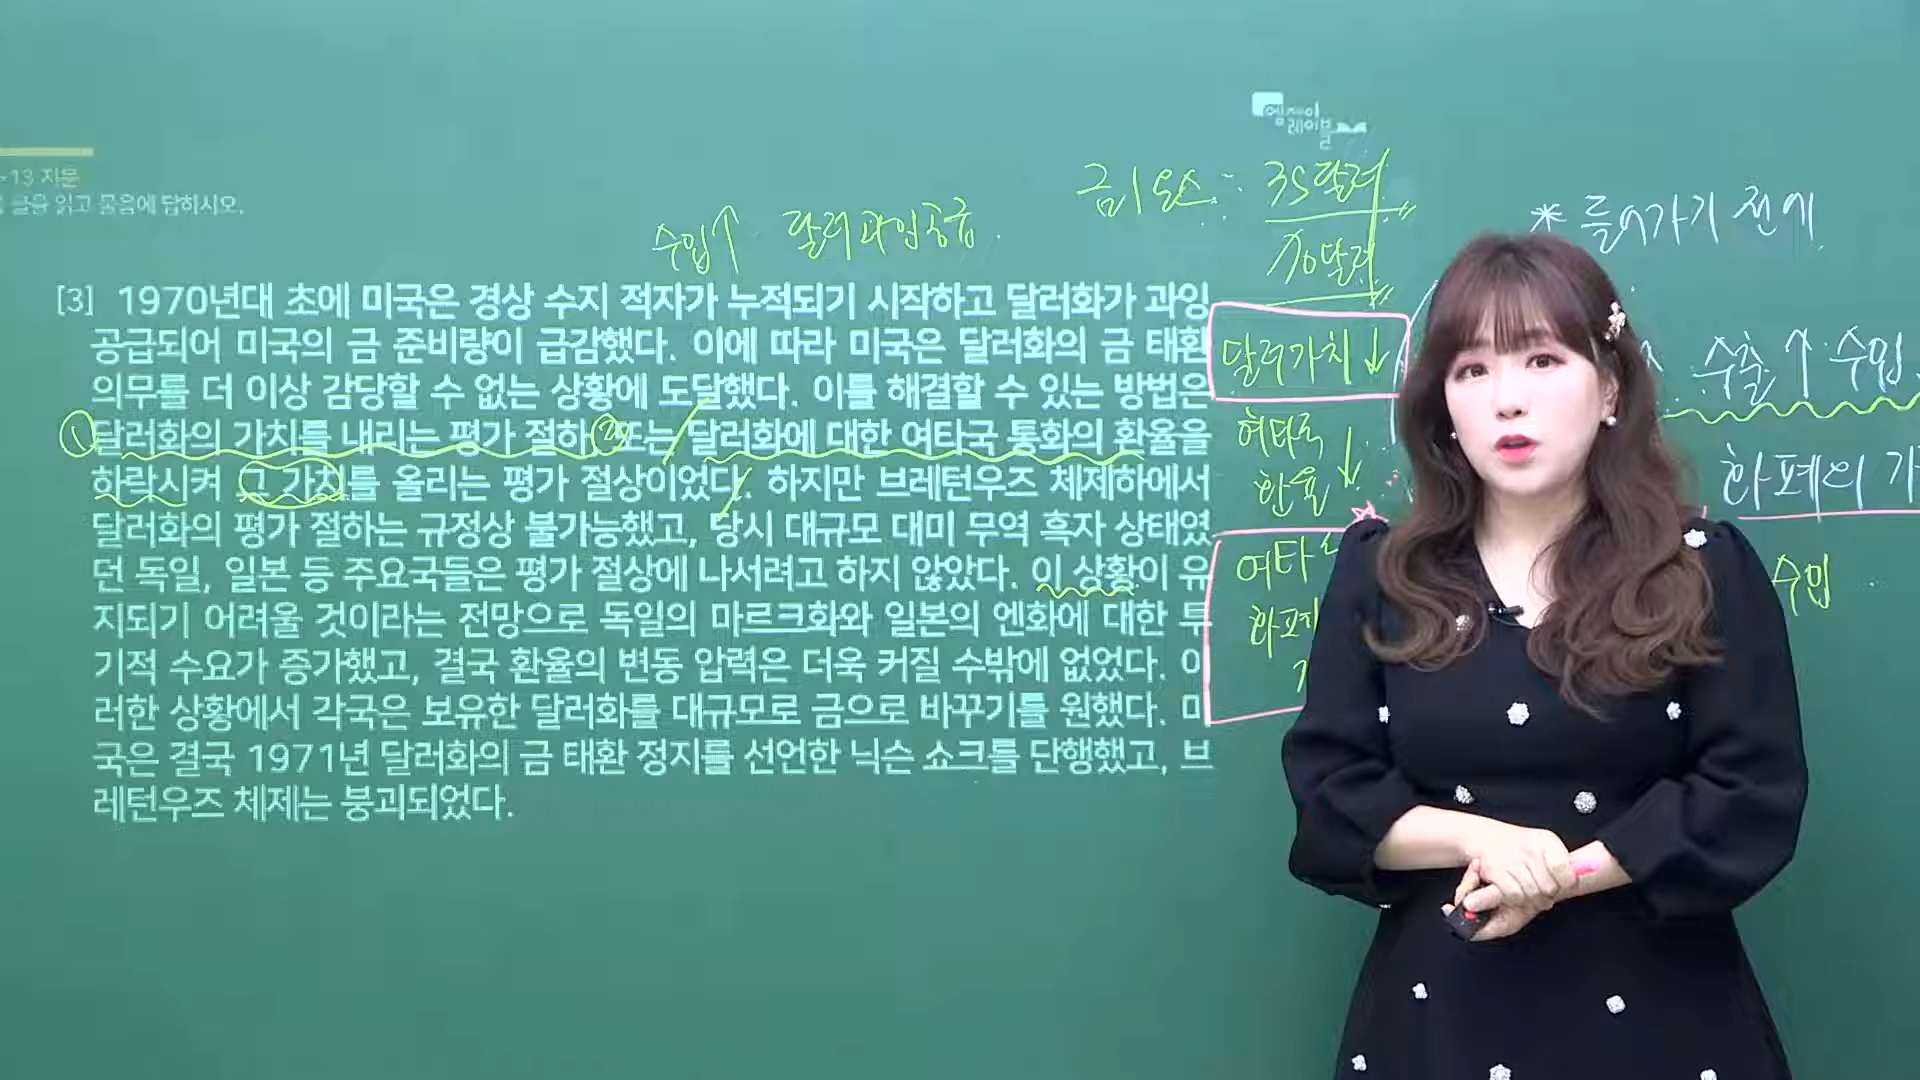 엘제이
레이블
~13 지문
글을 읽고 물음에 답하시오.
금 1온스 : 35달러
70달러
* 들어가기 전에
수입↑ 달러 과잉공급
[3] 1970년대 초에 미국은 경상 수지 적자가 누적되기 시작하고 달러화가 과잉
공급되어 미국의 금 준비량이 급감했다. 이에 따라 미국은 달러화의 금 태환
의무를 더 이상 감당할 수 없는 상황에 도달했다. 이를 해결할 수 있는 방법은
① 달러화의 가치를 내리는 평가 절하 ② 또는 달러화에 대한 여타국 통화의 환율을
하락시켜 그 가치를 올리는 평가 절상이었다. 하지만 브레턴우즈 체제하에서
달러화의 평가 절하는 규정상 불가능했고, 당시 대규모 대미 무역 흑자 상태였
던 독일, 일본 등 주요국들은 평가 절상에 나서려고 하지 않았다. 이 상황이 유
지되기 어려울 것이라는 전망으로 독일의 마르크화와 일본의 엔화에 대한 투
기적 수요가 증가했고, 결국 환율의 변동 압력은 더욱 커질 수밖에 없었다. 이
러한 상황에서 각국은 보유한 달러화를 대규모로 금으로 바꾸기를 원했다. 미
국은 결국 1971년 달러화의 금 태환 정지를 선언한 닉슨 쇼크를 단행했고, 브
레턴우즈 체제는 붕괴되었다.
달러가치↓
여타국
환율↓
여타
화폐
↑ 수출↑ 수입
화폐의 가
수입